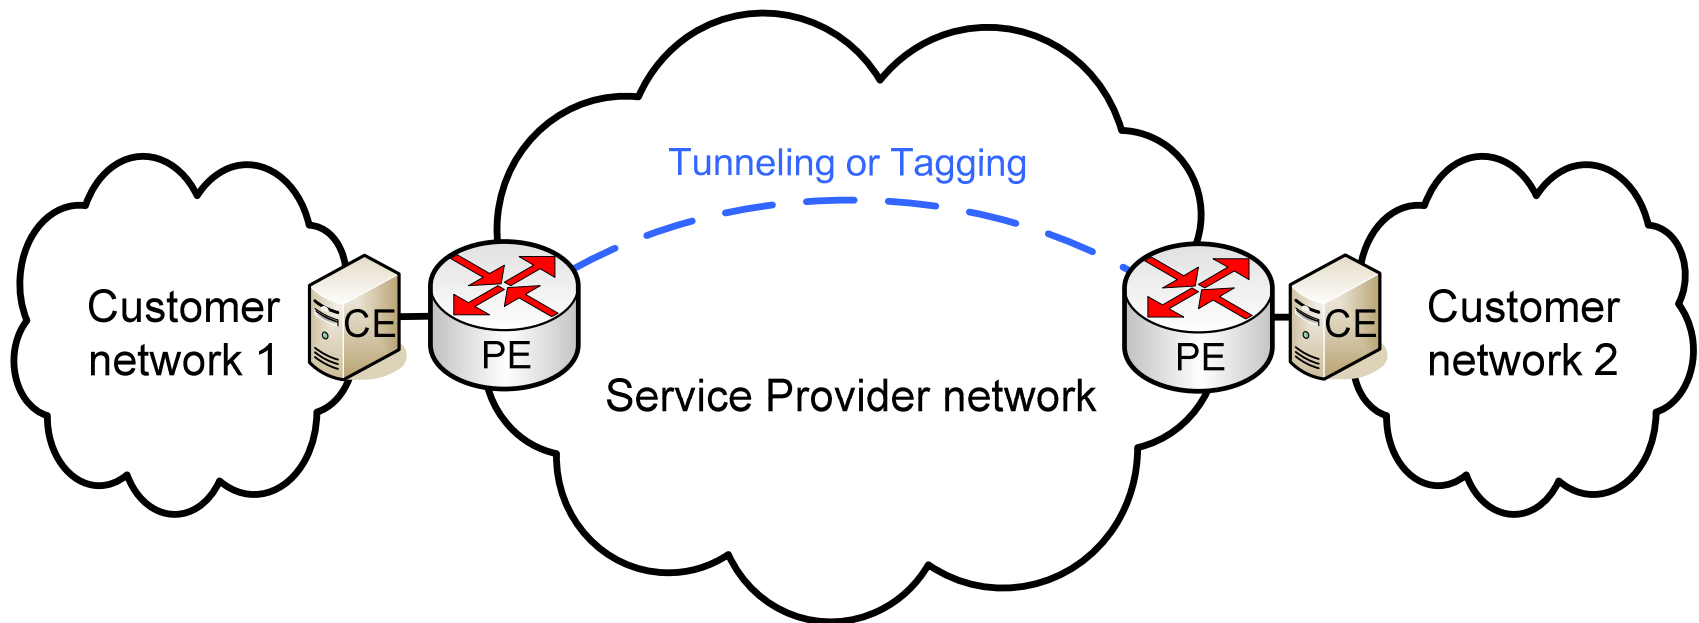 Tunneling or Tagging
Customer
network 1
CE
PE
Service Provider network
PE
CE
Customer
network 2